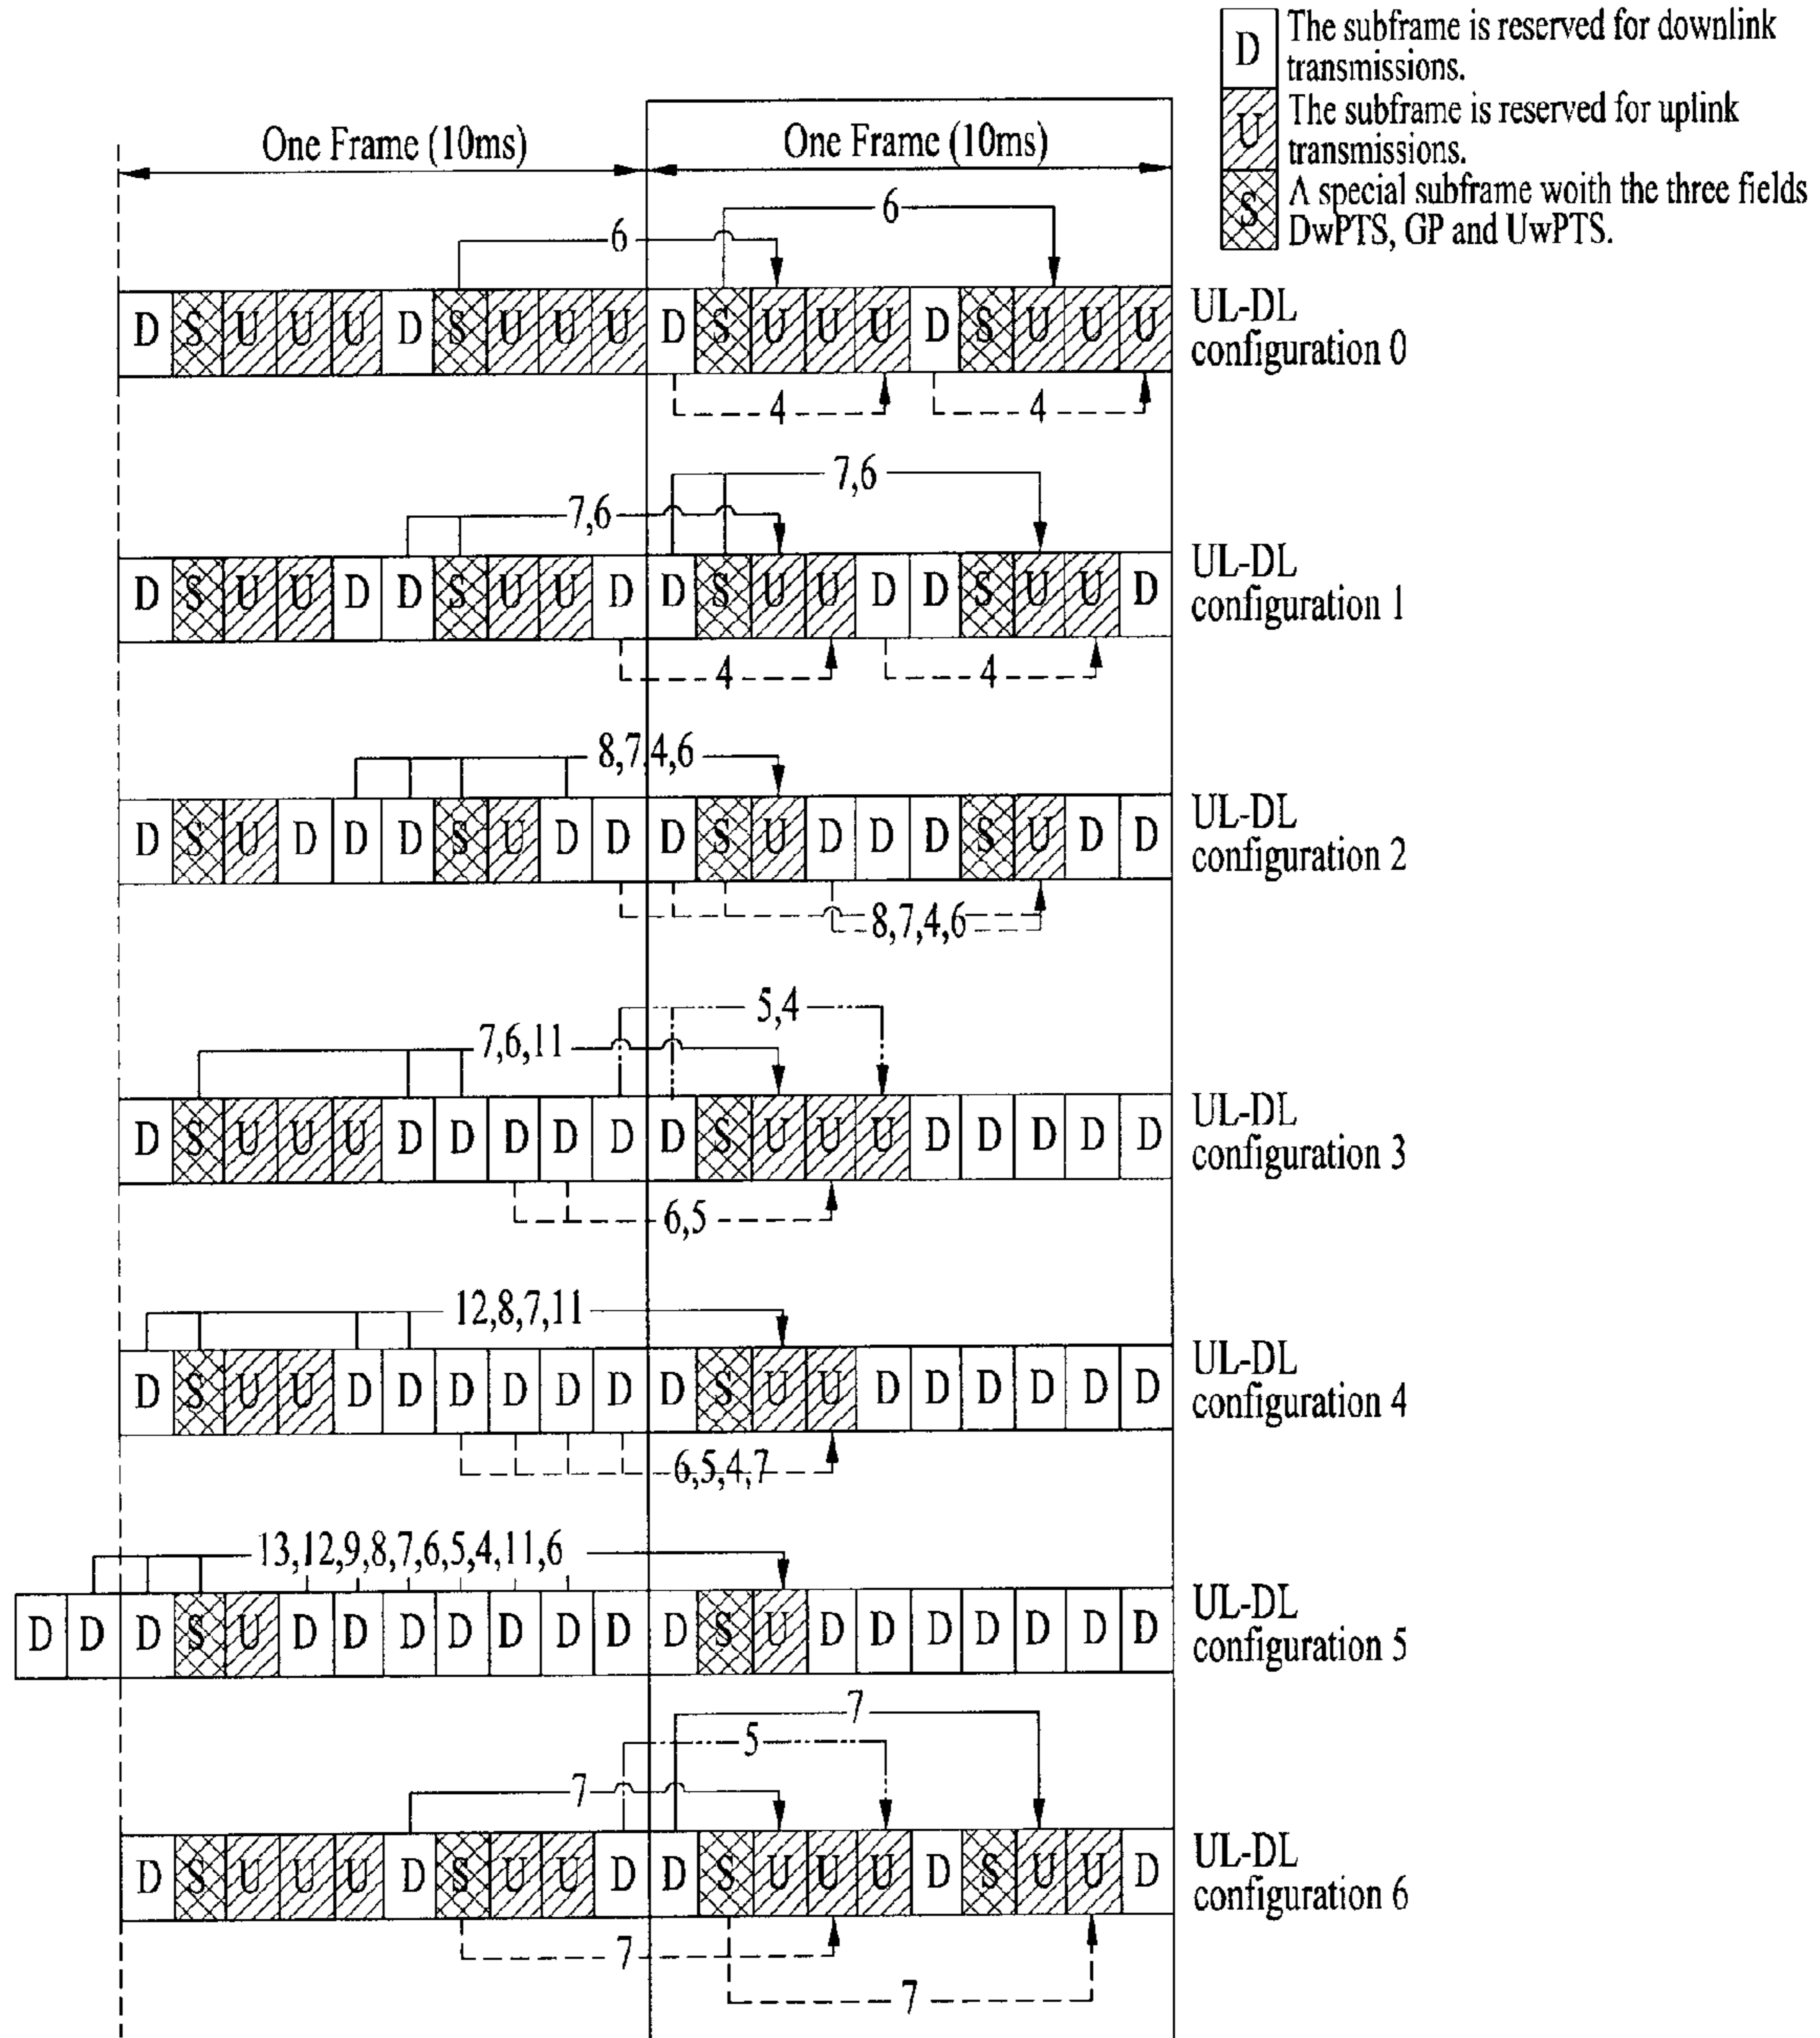 D The subframe is reserved for downlink
transmissions.
U The subframe is reserved for uplink
transmissions.
S A special subframe woith the three fields
DwPTS, GP and UwPTS.
One Frame (10ms) One Frame (10ms)
6
6
D S U U U D S U U U D S U U U D S U U U
UL-DL
configuration 0
4 4
7,6
7,6
D S U U D D S U U D D S U U D D S U U D
UL-DL
configuration 1
4 4
8,7,4,6
D S U D D D S U D D D S U D D D S U D D
UL-DL
configuration 2
8,7,4,6
5,4
7,6,11
D S U U U D D D D D D S U U U D D D D D
UL-DL
configuration 3
6,5
12,8,7,11
D S U U D D D D D D D S U U D D D D D D
UL-DL
configuration 4
6,5,4,7
13,12,9,8,7,6,5,4,11,6
D D D S U D D D D D D D D S U D D D D D D D
UL-DL
configuration 5
7
5
7
D S U U U D S U U D D S U U U D S U U D
UL-DL
configuration 6
7
7